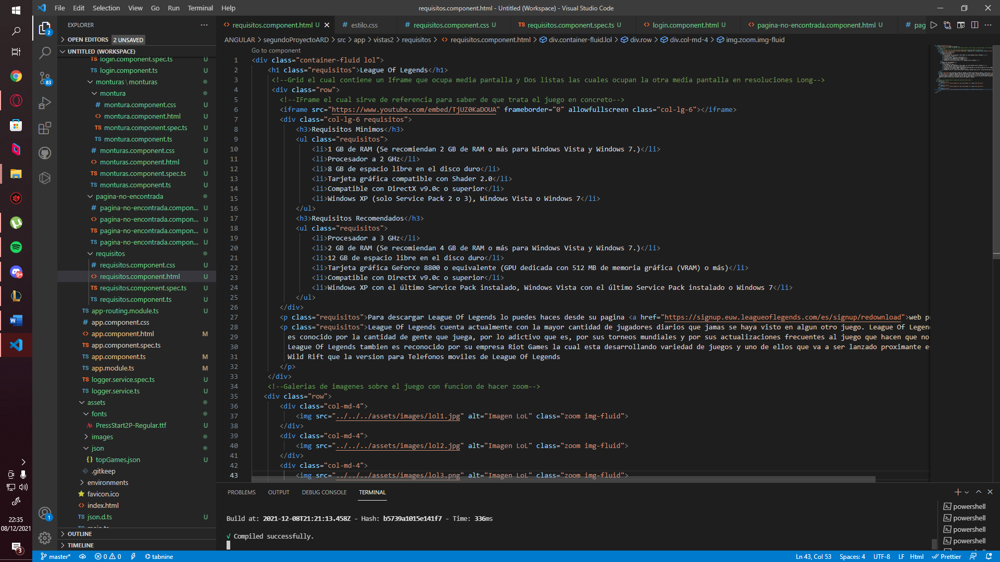 File Edit Selection View Go Run Terminal Help
requisitos.component.html - Untitled (Workspace) - Visual Studio Code
EXPLORER
OPEN EDITORS 2 UNSAVED
UNTITLED (WORKSPACE)
TS login.component.spec.ts U
TS login.component.ts U
monturas\monturas
montura
# montura.component.css U
<> montura.component.html U
TS montura.component.spec.ts U
TS montura.component.ts U
# monturas.component.css U
<> monturas.component.html U
TS monturas.component.spec.ts U
TS monturas.component.ts U
pagina-no-encontrada
# pagina-no-encontrada.compon... U
<> pagina-no-encontrada.compon... U
TS pagina-no-encontrada.compon... U
TS pagina-no-encontrada.compon... U
requisitos
# requisitos.component.css U
<> requisitos.component.html U
TS requisitos.component.spec.ts U
TS requisitos.component.ts U
TS app-routing.module.ts U
# app.component.css
<> app.component.html M
TS app.component.spec.ts
TS app.component.ts M
TS app.module.ts M
TS logger.service.spec.ts U
TS logger.service.ts U
assets
fonts
PressStart2P-Regular.ttf U
images
json
{} topGames.json U
.gitkeep
environments
favicon.ico
<> index.html
TS json.d.ts U
OUTLINE
TIMELINE
<> requisitos.component.html U
# estilo.css
# requisitos.component.css U
TS requisitos.component.spec.ts U
<> login.component.html U
<> pagina-no-encontrada.component.html U
# pag
ANGULAR > segundoProyectoARD > src > app > vistas2 > requisitos > <> requisitos.component.html > div.container-fluid.lol > div.row > div.col-md-4 > img.zoom.img-fluid
Go to component
1 <div class="container-fluid lol">
2 <h1 class="requisitos">League Of Legends</h1>
3 <!--Grid el cual contiene un Iframe que ocupa media pantalla y Dos listas las cuales ocupan la otra media pantalla en resoluciones Long-->
4 <div class="row">
5 <!--IFrame el cual sirve de referencia para saber de que trata el juego en concreto-->
6 <iframe src="https://www.youtube.com/embed/TjUZ0KaDOUA" frameborder="0" allowfullscreen class="col-lg-6"></iframe>
7 <div class="col-lg-6 requisitos">
8 <h3>Requisitos Minimos</h3>
9 <ul class="requisitos">
10 <li>1 GB de RAM (Se recomiendan 2 GB de RAM o más para Windows Vista y Windows 7.)</li>
11 <li>Procesador a 2 GHz</li>
12 <li>8 GB de espacio libre en el disco duro</li>
13 <li>Tarjeta gráfica compatible con Shader 2.0</li>
14 <li>Compatible con DirectX v9.0c o superior</li>
15 <li>Windows XP (solo Service Pack 2 o 3), Windows Vista o Windows 7</li>
16 </ul>
17 <h3>Requisitos Recomendados</h3>
18 <ul class="requisitos">
19 <li>Procesador a 3 GHz</li>
20 <li>2 GB de RAM (Se recomiendan 4 GB de RAM o más para Windows Vista y Windows 7.)</li>
21 <li>12 GB de espacio libre en el disco duro</li>
22 <li>Tarjeta gráfica GeForce 8800 o equivalente (GPU dedicada con 512 MB de memoria gráfica (VRAM) o más)</li>
23 <li>Compatible con DirectX v9.0c o superior</li>
24 <li>Windows XP con el último Service Pack instalado, Windows Vista con el último Service Pack instalado o Windows 7</li>
25 </ul>
26 </div>
27 <p class="requisitos">Para descargar League Of Legends lo puedes haces desde su pagina <a href="https://signup.euw.leagueoflegends.com/es/signup/redownload">web p
28 <p class="requisitos">League Of Legends cuenta actualmente con la mayor cantidad de jugadores diarios que jamas se haya visto en algun otro juego. League Of Legen
29 es conocido por la cantidad de gente que juega, por lo adictivo que es, por sus torneos mundiales y por sus actualizaciones frecuentes al juego que hacen que no
30 League Of Legends tambien es reconocido por su empresa Riot Games la cual esta desarrollando variedad de juegos y uno de ellos que va a ser lanzado proximante e
31 Wild Rift que la version para Telefonos moviles de League Of Legends
32 </p>
33 </div>
34 <!--Galerias de imagenes sobre el juego con funcion de hacer zoom-->
35 <div class="row">
36 <div class="col-md-4">
37 <img src="../../../assets/images/lol1.jpg" alt="Imagen LoL" class="zoom img-fluid">
38 </div>
39 <div class="col-md-4">
40 <img src="../../../assets/images/lol2.jpg" alt="Imagen LoL" class="zoom img-fluid">
41 </div>
42 <div class="col-md-4">
43 <img src="../../../assets/images/lol3.png" alt="Imagen LoL" class="zoom img-fluid">
PROBLEMS OUTPUT DEBUG CONSOLE TERMINAL
Build at: 2021-12-08T21:21:13.458Z - Hash: b5739a1015e141f7 - Time: 336ms
√ Compiled successfully.
powershell
powershell
powershell
powershell
22:35
08/12/2021
master* 0 0 tabnine
Ln 43, Col 53 Spaces: 4 UTF-8 LF Html Prettier